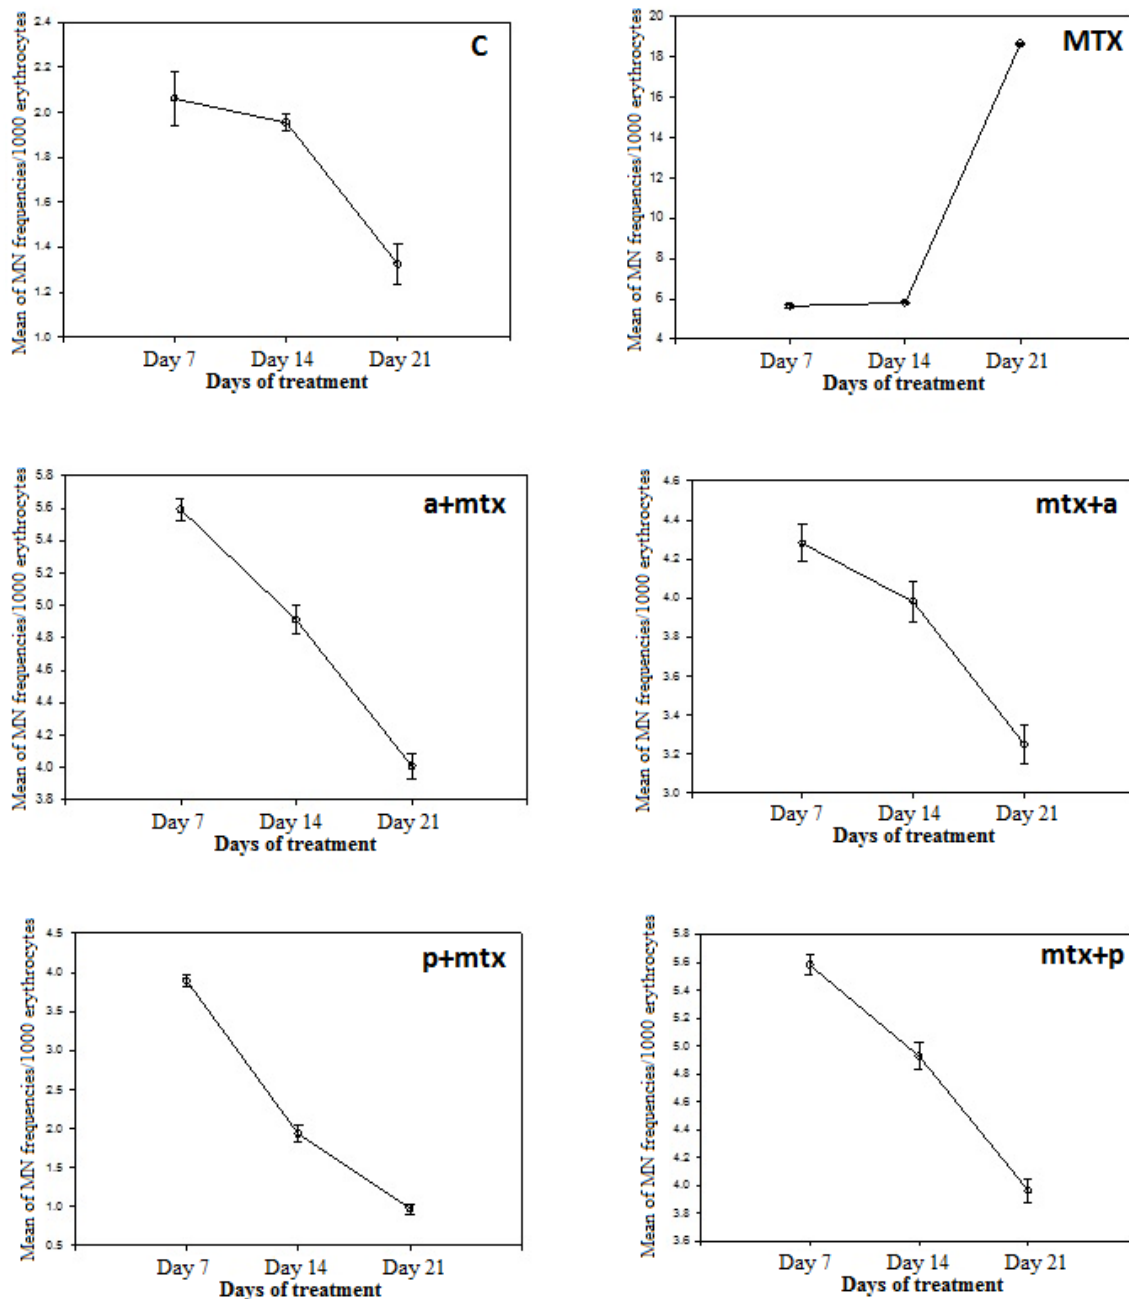 C
Mean of MN frequencies/1000 erythrocytes
2.4
2.2
2.0
1.8
1.6
1.4
1.2
1.0
Day 7 Day 14 Day 21
Days of treatment
MTX
Mean of MN frequencies/1000 erythrocytes
20
18
16
14
12
10
8
6
4
Day 7 Day 14 Day 21
Days of treatment
a+mtx
Mean of MN frequencies/1000 erythrocytes
5.8
5.6
5.4
5.2
5.0
4.8
4.6
4.4
4.2
4.0
3.8
Day 7 Day 14 Day 21
Days of treatment
mtx+a
Mean of MN frequencies/1000 erythrocytes
4.6
4.4
4.2
4.0
3.8
3.6
3.4
3.2
3.0
Day 7 Day 14 Day 21
Days of treatment
p+mtx
Mean of MN frequencies/1000 erythrocytes
4.5
4.0
3.5
3.0
2.5
2.0
1.5
1.0
0.5
Day 7 Day 14 Day 21
Days of treatment
mtx+p
Mean of MN frequencies/1000 erythrocytes
5.8
5.6
5.4
5.2
5.0
4.8
4.6
4.4
4.2
4.0
3.8
3.6
Day 7 Day 14 Day 21
Days of treatment